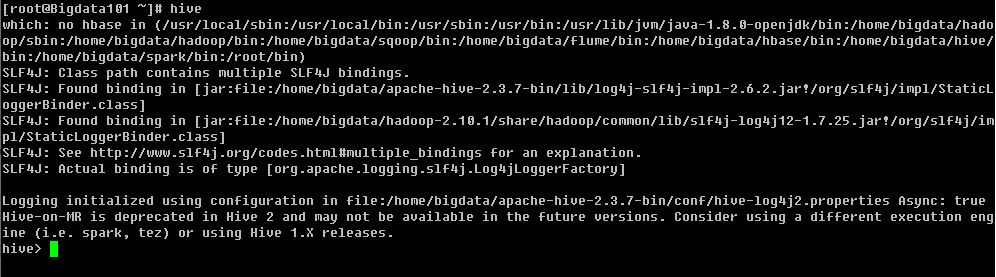 [root@Bigdata101 ~]# hive
which: no hbase in (/usr/local/sbin:/usr/local/bin:/usr/sbin:/usr/bin:/usr/lib/jvm/java-1.8.0-openjdk/bin:/home/bigdata/hado
op/sbin:/home/bigdata/hadoop/bin:/home/bigdata/sqoop/bin:/home/bigdata/flume/bin:/home/bigdata/hbase/bin:/home/bigdata/hive/
bin:/home/bigdata/spark/bin:/root/bin)
SLF4J: Class path contains multiple SLF4J bindings.
SLF4J: Found binding in [jar:file:/home/bigdata/apache-hive-2.3.7-bin/lib/log4j-slf4j-impl-2.6.2.jar!/org/slf4j/impl/StaticL
oggerBinder.class]
SLF4J: Found binding in [jar:file:/home/bigdata/hadoop-2.10.1/share/hadoop/common/lib/slf4j-log4j12-1.7.25.jar!/org/slf4j/im
pl/StaticLoggerBinder.class]
SLF4J: See http://www.slf4j.org/codes.html#multiple_bindings for an explanation.
SLF4J: Actual binding is of type [org.apache.logging.slf4j.Log4jLoggerFactory]
Logging initialized using configuration in file:/home/bigdata/apache-hive-2.3.7-bin/conf/hive-log4j2.properties Async: true
Hive-on-MR is deprecated in Hive 2 and may not be available in the future versions. Consider using a different execution eng
ine (i.e. spark, tez) or using Hive 1.X releases.
hive>